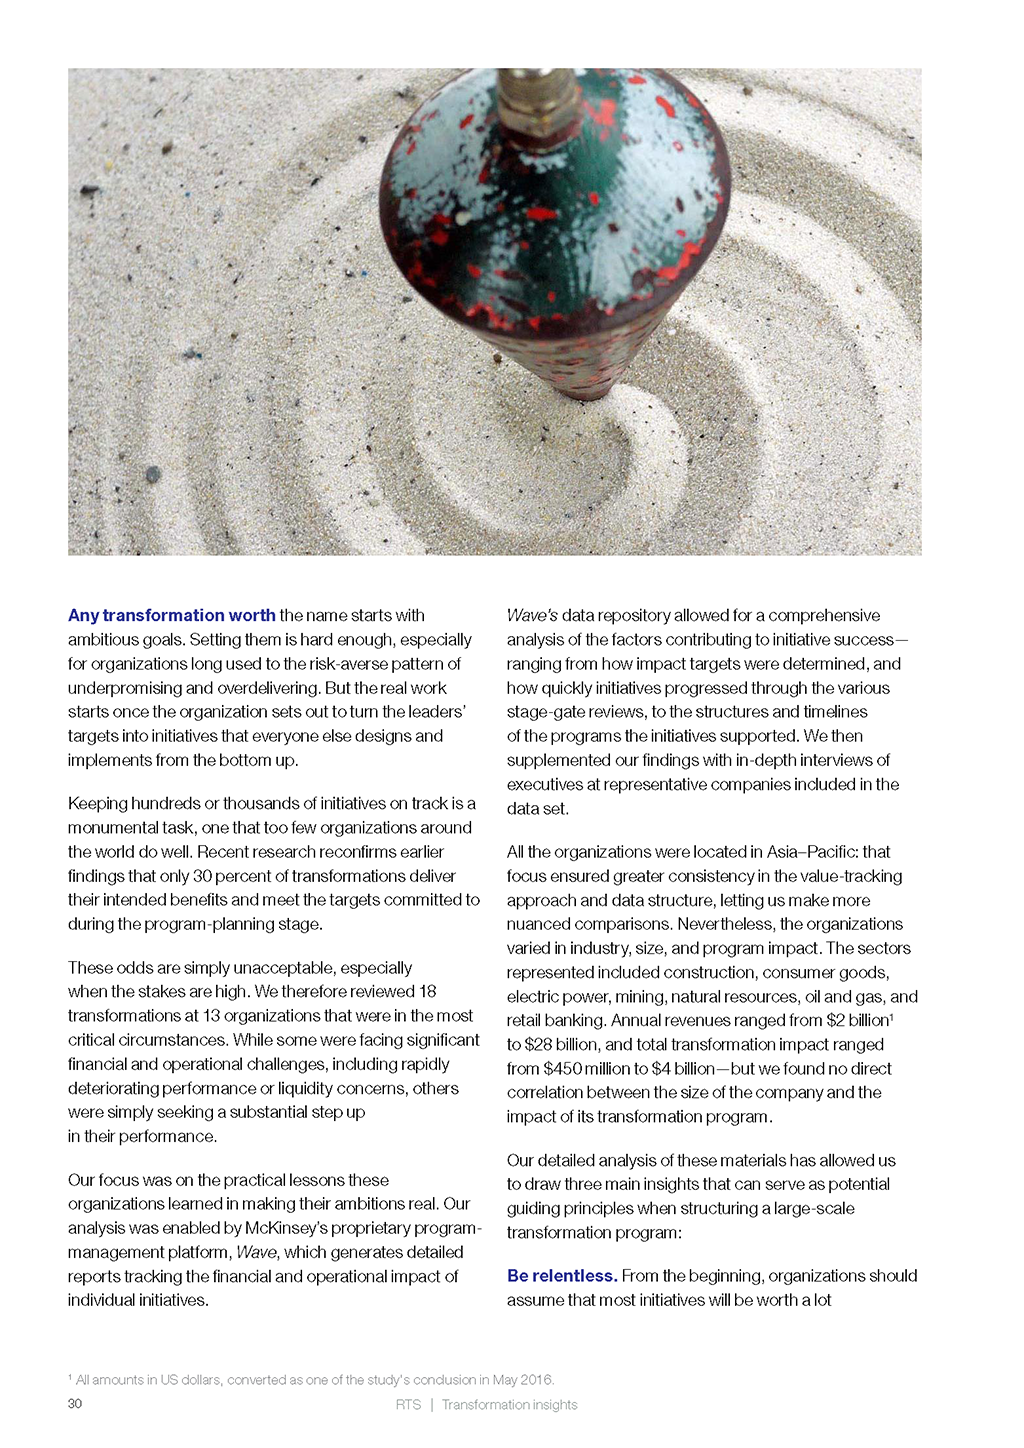 Any transformation worth the name starts with
ambitious goals. Setting them is hard enough, especially
for organizations long used to the risk-averse pattern of
underpromising and overdelivering. But the real work
starts once the organization sets out to turn the leaders’
targets into initiatives that everyone else designs and
implements from the bottom up.
Keeping hundreds or thousands of initiatives on track is a
monumental task, one that too few organizations around
the world do well. Recent research reconfirms earlier
findings that only 30 percent of transformations deliver
their intended benefits and meet the targets committed to
during the program-planning stage.
These odds are simply unacceptable, especially
when the stakes are high. We therefore reviewed 18
transformations at 13 organizations that were in the most
critical circumstances. While some were facing significant
financial and operational challenges, including rapidly
deteriorating performance or liquidity concerns, others
were simply seeking a substantial step up
in their performance.
Our focus was on the practical lessons these
organizations learned in making their ambitions real. Our
analysis was enabled by McKinsey’s proprietary program-
management platform, Wave, which generates detailed
reports tracking the financial and operational impact of
individual initiatives.
Wave’s data repository allowed for a comprehensive
analysis of the factors contributing to initiative success—
ranging from how impact targets were determined, and
how quickly initiatives progressed through the various
stage-gate reviews, to the structures and timelines
of the programs the initiatives supported. We then
supplemented our findings with in-depth interviews of
executives at representative companies included in the
data set.
All the organizations were located in Asia–Pacific: that
focus ensured greater consistency in the value-tracking
approach and data structure, letting us make more
nuanced comparisons. Nevertheless, the organizations
varied in industry, size, and program impact. The sectors
represented included construction, consumer goods,
electric power, mining, natural resources, oil and gas, and
retail banking. Annual revenues ranged from $2 billion¹
to $28 billion, and total transformation impact ranged
from $450 million to $4 billion—but we found no direct
correlation between the size of the company and the
impact of its transformation program.
Our detailed analysis of these materials has allowed us
to draw three main insights that can serve as potential
guiding principles when structuring a large-scale
transformation program:
Be relentless. From the beginning, organizations should
assume that most initiatives will be worth a lot
¹ All amounts in US dollars, converted as one of the study’s conclusion in May 2016.
30
RTS | Transformation insights